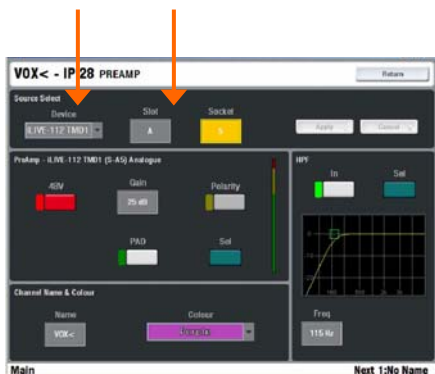 VOX< - IP 28 PREAMP
Return
Source Select
Device
Slot
Socket
iLIVE-112 TMD1
A
5
Apply
Cancel
PreAmp - iLIVE-112 TMD1 (S-A5) Analogue
HPF
48V
Gain
Polarity
In
Sel
25 dB
PAD
Sel
Channel Name & Colour
Name
Colour
Freq
VOX<
Purple
115 Hz
Main
Next 1:No Name